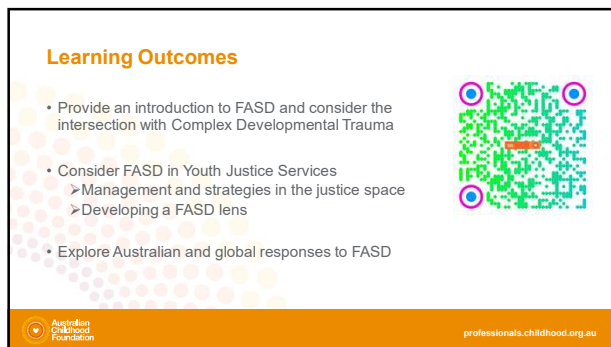 Learning Outcomes
• Provide an introduction to FASD and consider the
intersection with Complex Developmental Trauma
• Consider FASD in Youth Justice Services
➢Management and strategies in the justice space
➢Developing a FASD lens
• Explore Australian and global responses to FASD
Australian
Childhood
Foundation
professionals.childhood.org.au